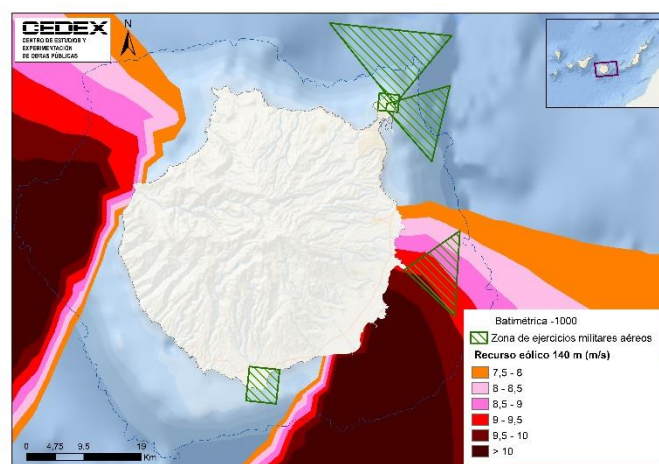 CEDEX
CENTRO DE ESTUDIOS Y
EXPERIMENTACIÓN
DE OBRAS PÚBLICAS
N
Batimétrica -1000
Zona de ejercicios militares aéreos
Recurso eólico 140 m (m/s)
7,5 - 8
8 - 8,5
8,5 - 9
9 - 9,5
9,5 - 10
> 10
0 4,75 9,5 19
Km